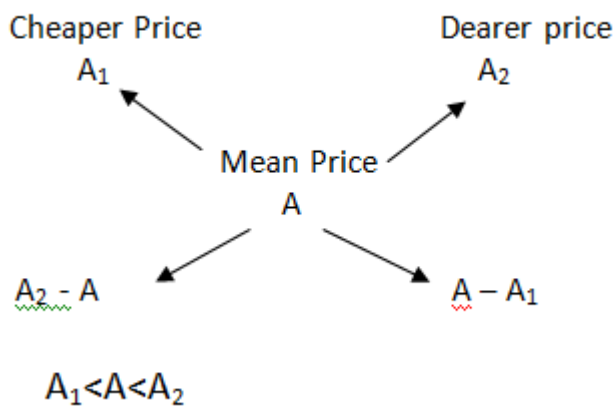 Cheaper Price Dearer price
A₁ A₂
Mean Price
A
A₂ - A A – A₁
A₁<A<A₂